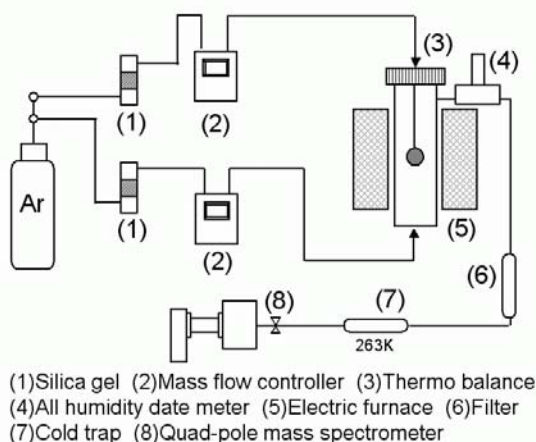 (3)
(4)
(1)
(2)
Ar
(1)
(2)
(5)
(6)
(8)
(7)
263K
(1)Silica gel (2)Mass flow controller (3)Thermo balance
(4)All humidity date meter (5)Electric furnace (6)Filter
(7)Cold trap (8)Quad-pole mass spectrometer